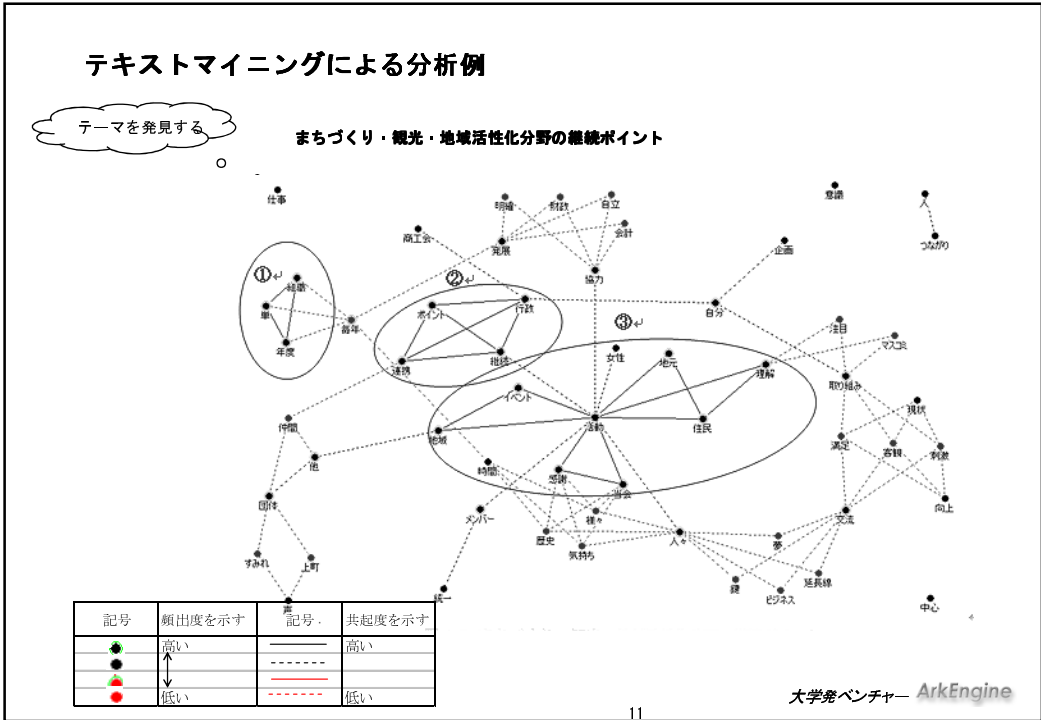 テキストマイニングによる分析例
テーマを発見する
まちづくり・観光・地域活性化分野の継続ポイント
仕事
意識
人
つながり
明確
財政
自立
会計
商工会
発展
企画
協力
①
組織
単
年度
毎年
②
ポイント
行政
連携
継続
自分
③
女性
地元
理解
注目
マスコミ
取り組み
イベント
活動
住民
現状
地域
仲間
他
時間
感謝
当会
満足
客観
刺激
向上
団体
メンバー
様々
歴史
気持ち
人々
交流
夢
すみれ
上町
声
統一
鍵
ビジネス
延長線
中心
記号 頻出度を示す 記号 . 共起度を示す
高い 高い
低い 低い
大学発ベンチャー ArkEngine
11